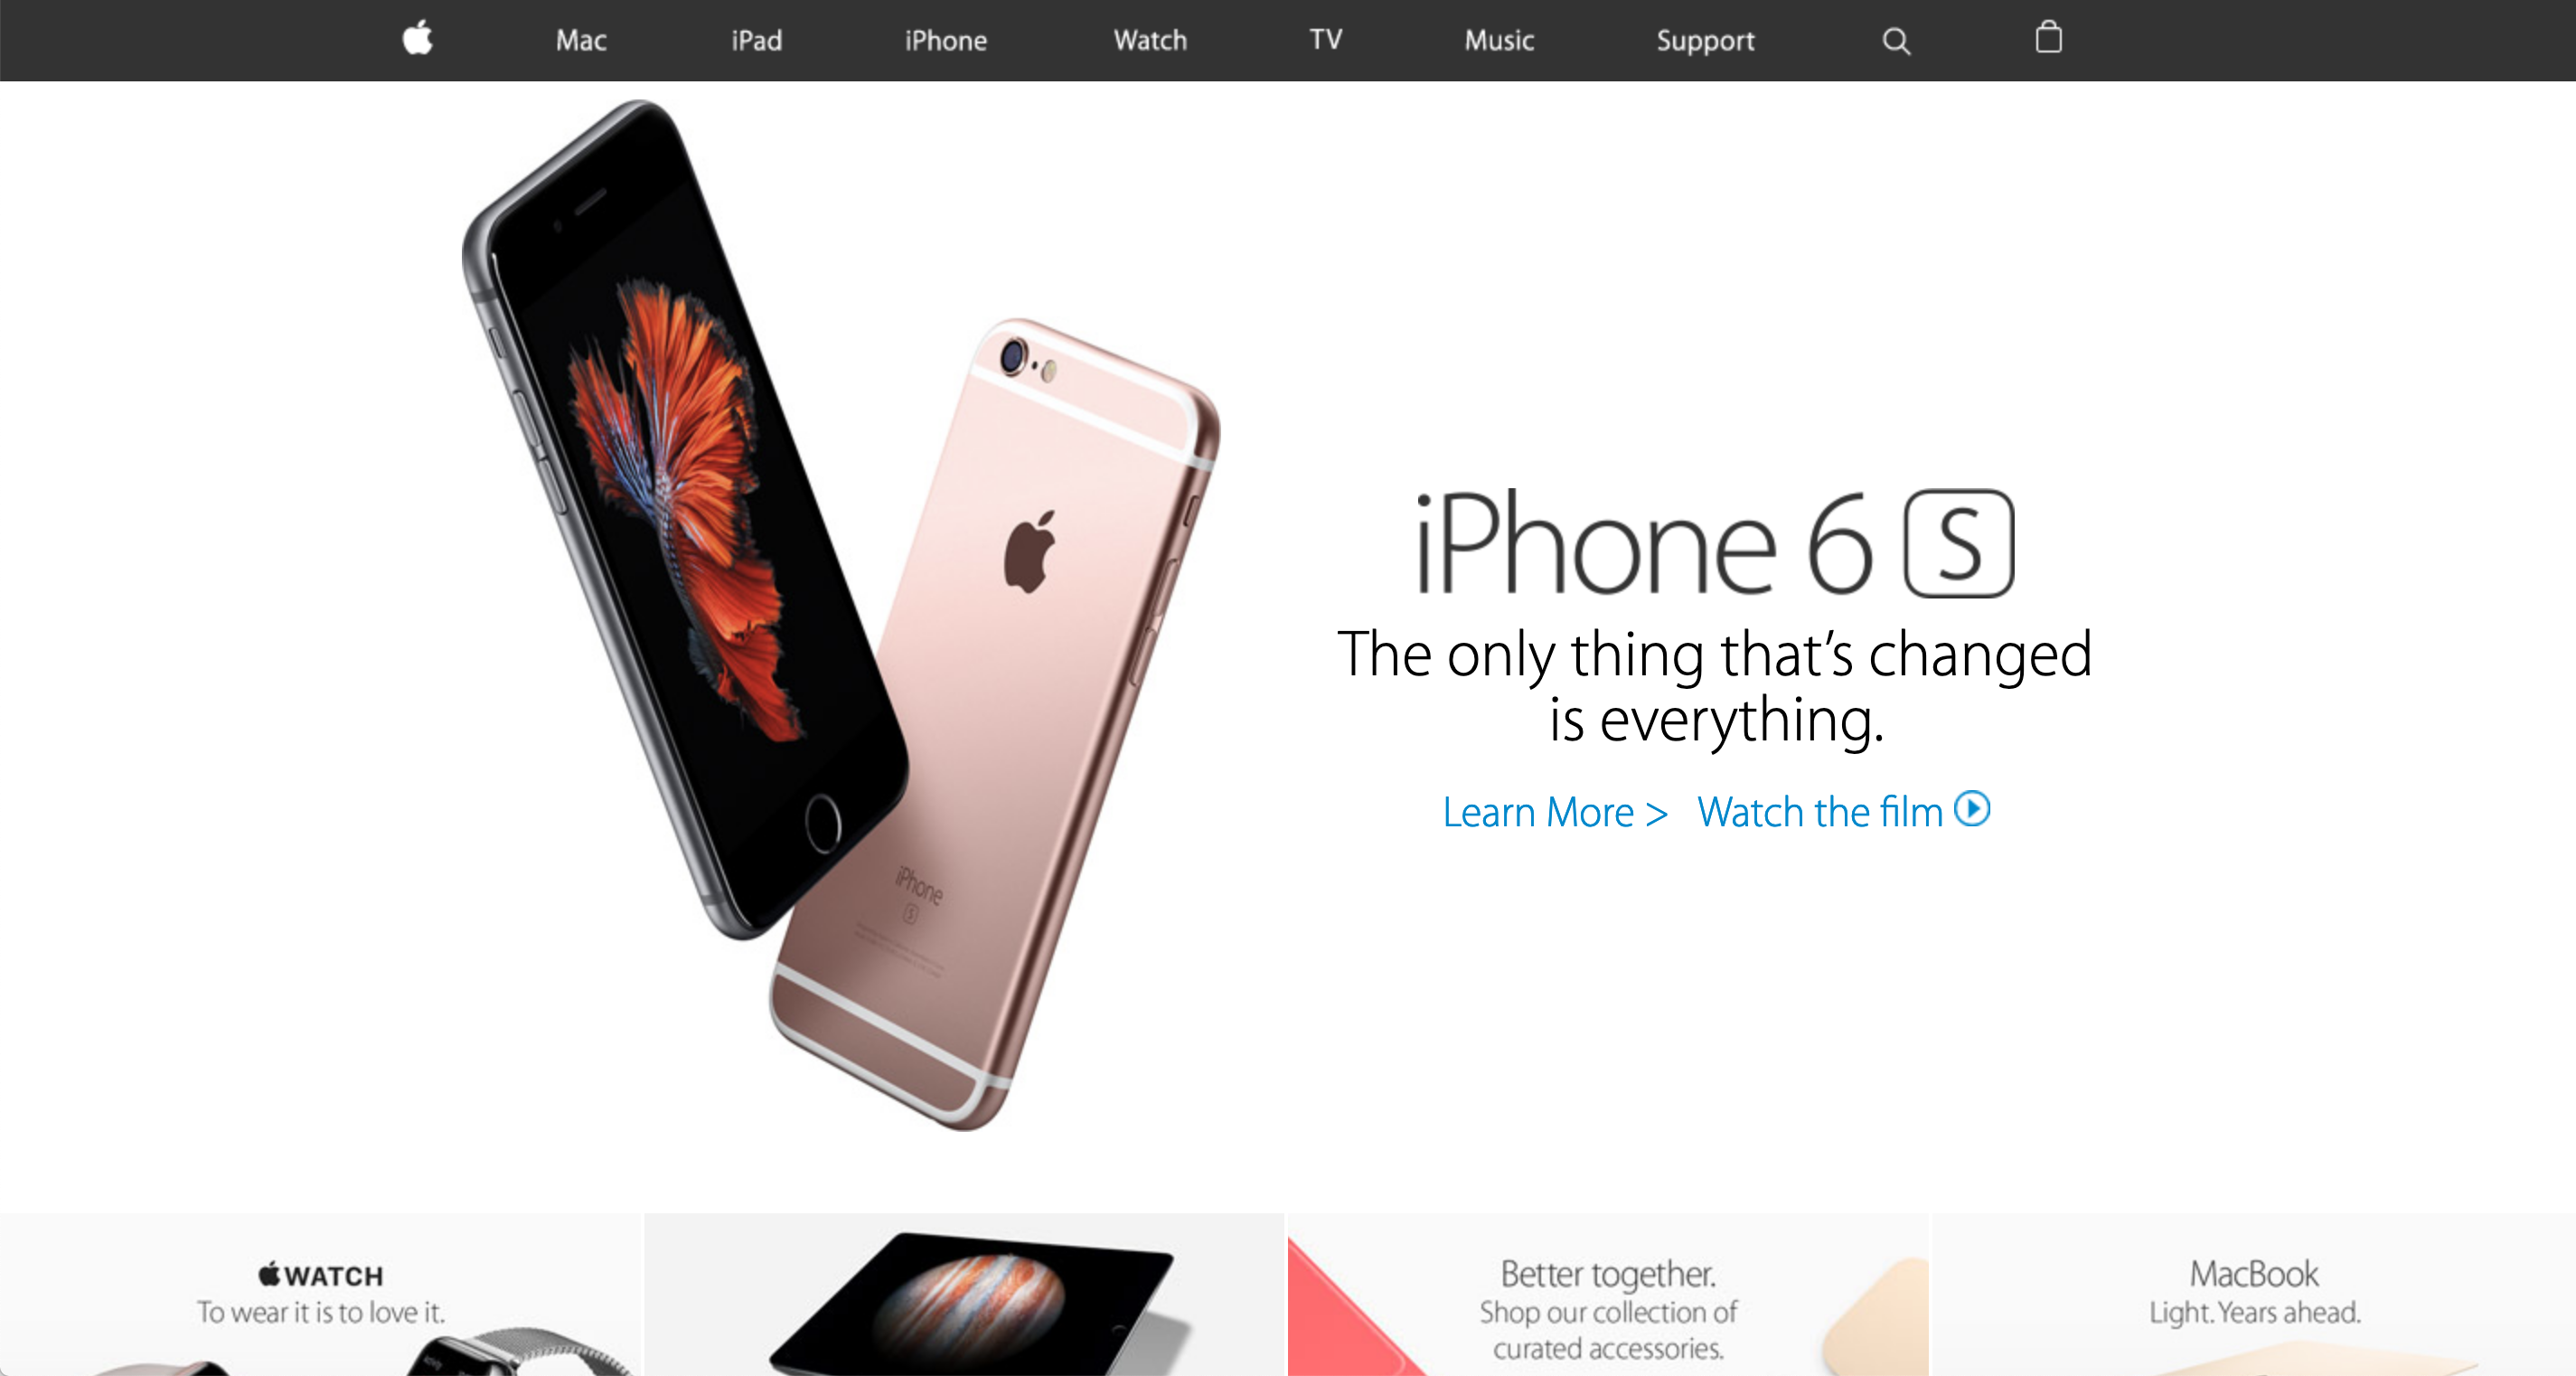 Mac iPad iPhone Watch TV Music Support
iPhone 6 S
The only thing that’s changed
is everything.
Learn More > Watch the film
iPhone
S
WATCH
To wear it is to love it.
Better together.
Shop our collection of
curated accessories.
MacBook
Light. Years ahead.